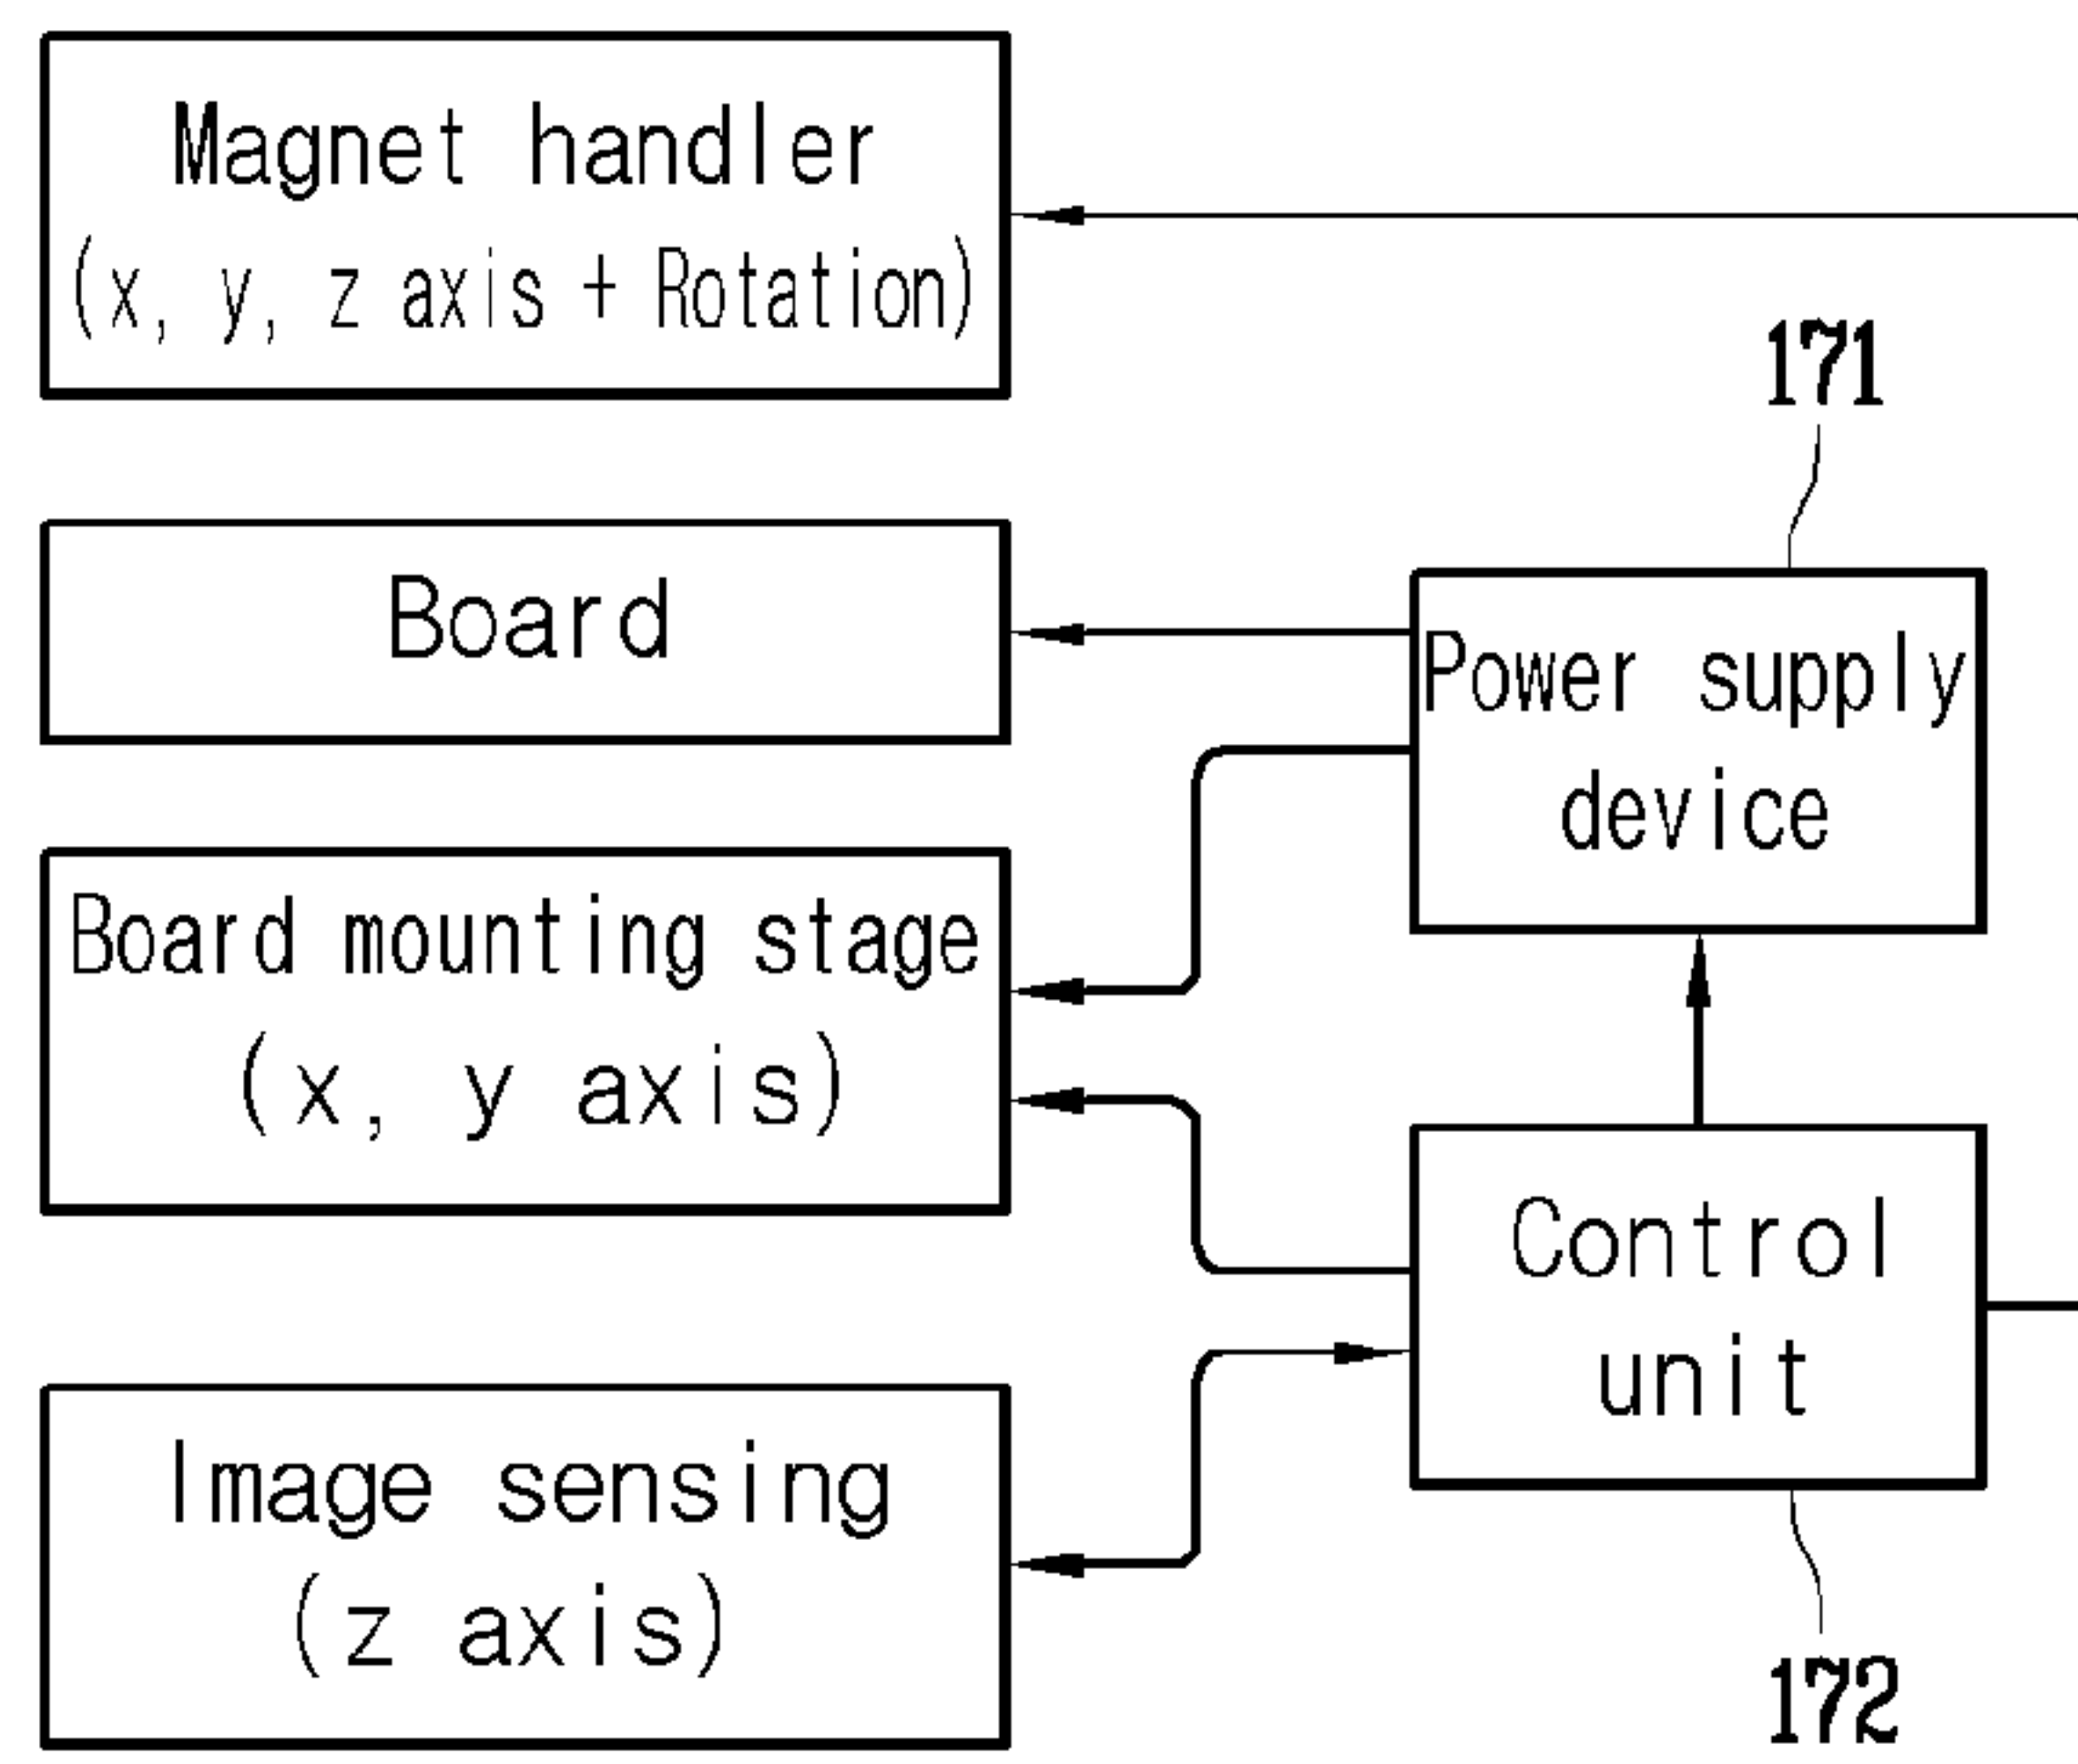 Magnet handler
(x, y, z axis + Rotation)
171
Board
Power supply
device
Board mounting stage
(x, y axis)
Control
unit
Image sensing
(z axis)
172